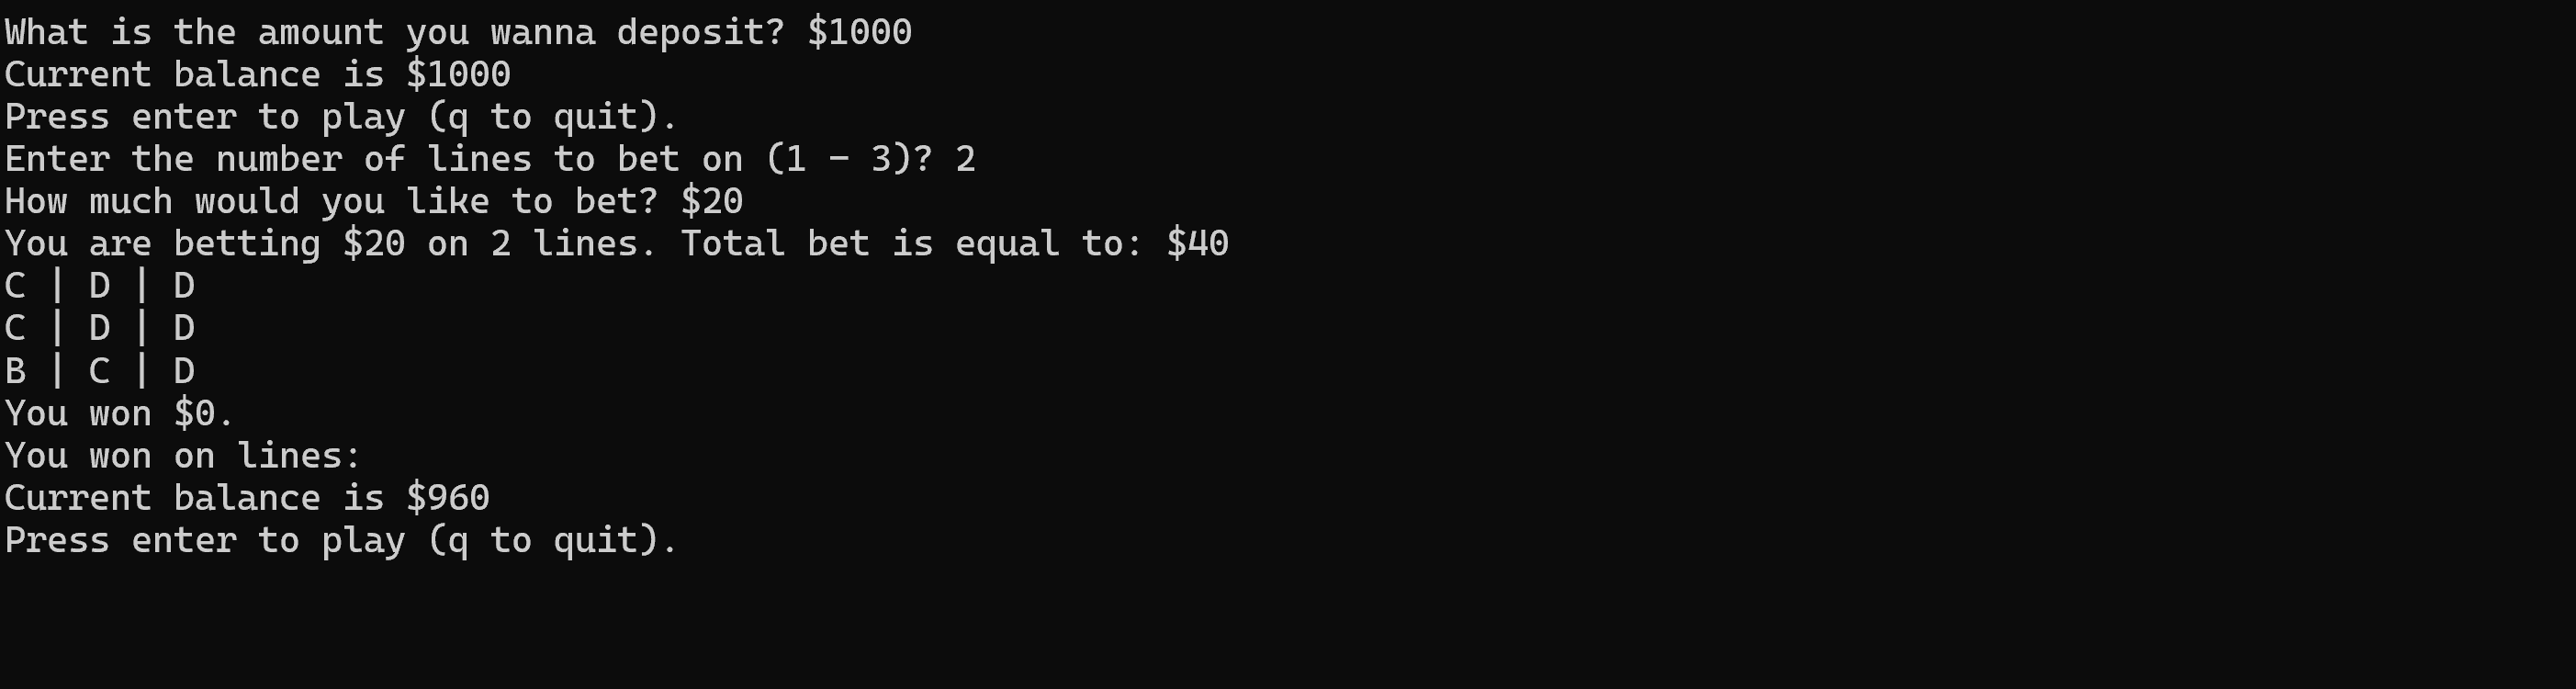 What is the amount you wanna deposit? $1000
Current balance is $1000
Press enter to play (q to quit).
Enter the number of lines to bet on (1 - 3)? 2
How much would you like to bet? $20
You are betting $20 on 2 lines. Total bet is equal to: $40
C | D | D
C | D | D
B | C | D
You won $0.
You won on lines:
Current balance is $960
Press enter to play (q to quit).